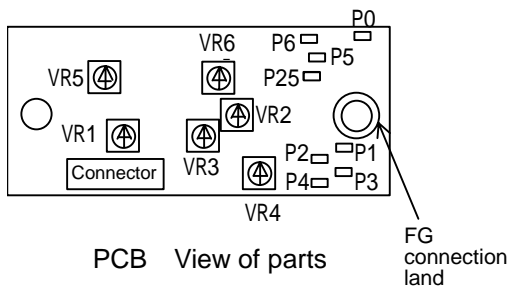 P0
VR6
P6
P5
VR5
P25
VR2
VR1
VR3
P2
P1
Connector
P4
P3
VR4
PCB View of parts
FG
connection
land